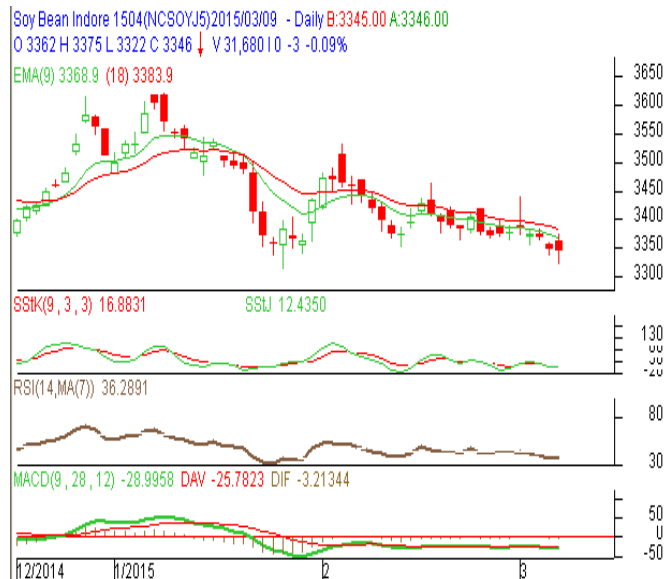 Soy Bean Indore 1504(NCSOYJ5)2015/03/09 - Daily B:3345.00 A:3346.00
O 3362 H 3375 L 3322 C 3346 V 31,680 I 0 -3 -0.09%
EMA(9) 3368.9 (18) 3383.9
3650
3600
3550
3500
3450
3400
3350
3300
SStK(9, 3, 3) 16.8831 SStJ 12.4350
130
-20
RSI(14,MA(7)) 36.2891
80
30
MACD(9, 28, 12) -28.9958 DAV -25.7823 DIF -3.21344
50
0
-50
12/2014 1/2015 2 3